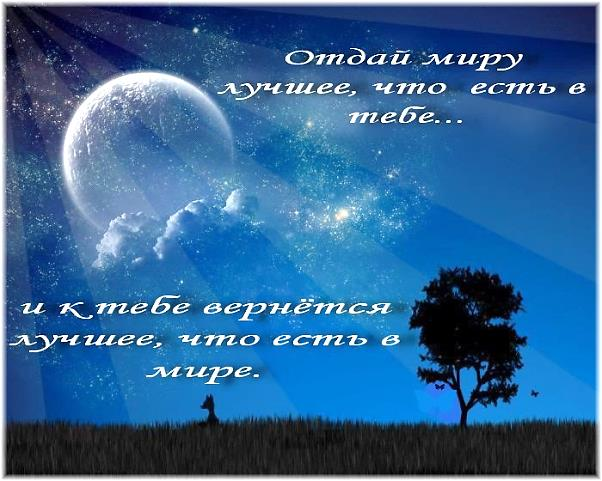 Отдай миру
лучшее, что есть в
тебе...
и к тебе вернётся
лучшее, что есть в
мире.